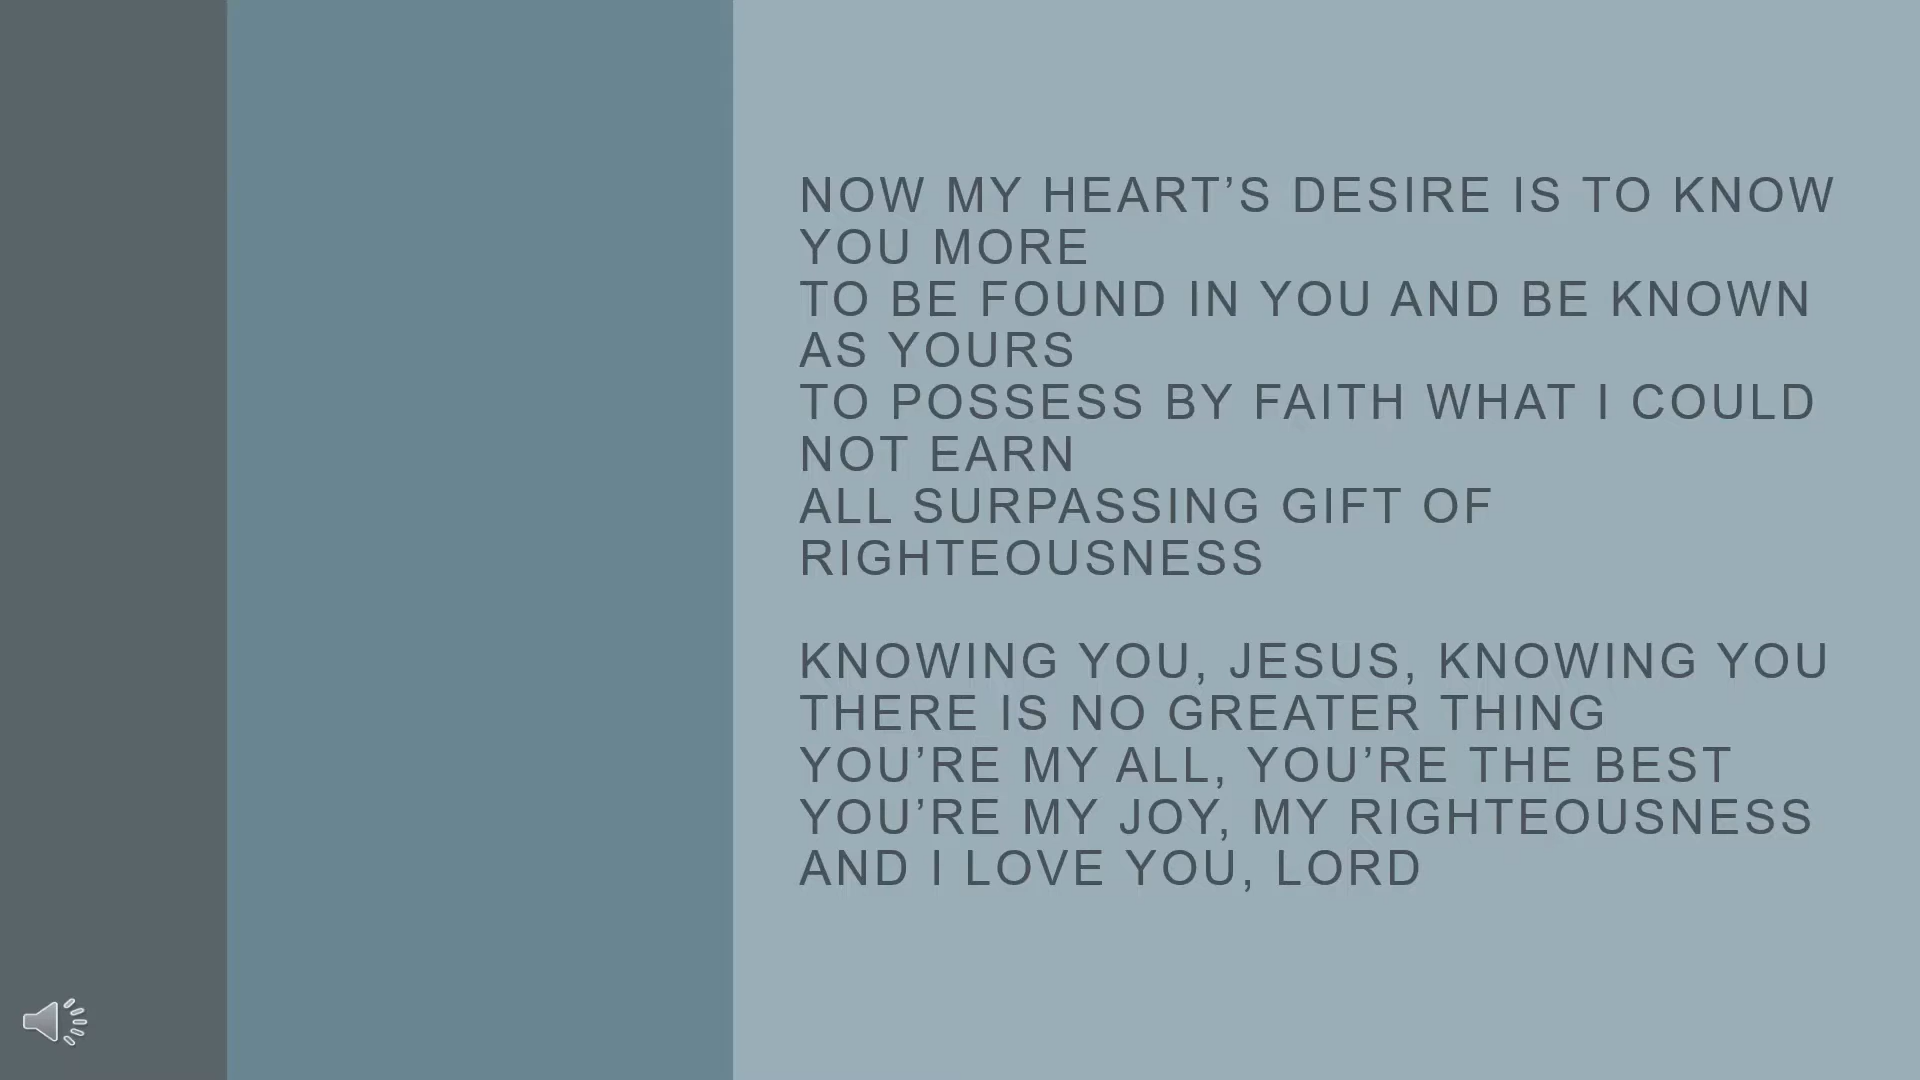 NOW MY HEART’S DESIRE IS TO KNOW
YOU MORE
TO BE FOUND IN YOU AND BE KNOWN
AS YOURS
TO POSSESS BY FAITH WHAT I COULD
NOT EARN
ALL SURPASSING GIFT OF
RIGHTEOUSNESS
KNOWING YOU, JESUS, KNOWING YOU
THERE IS NO GREATER THING
YOU’RE MY ALL, YOU’RE THE BEST
YOU’RE MY JOY, MY RIGHTEOUSNESS
AND I LOVE YOU, LORD